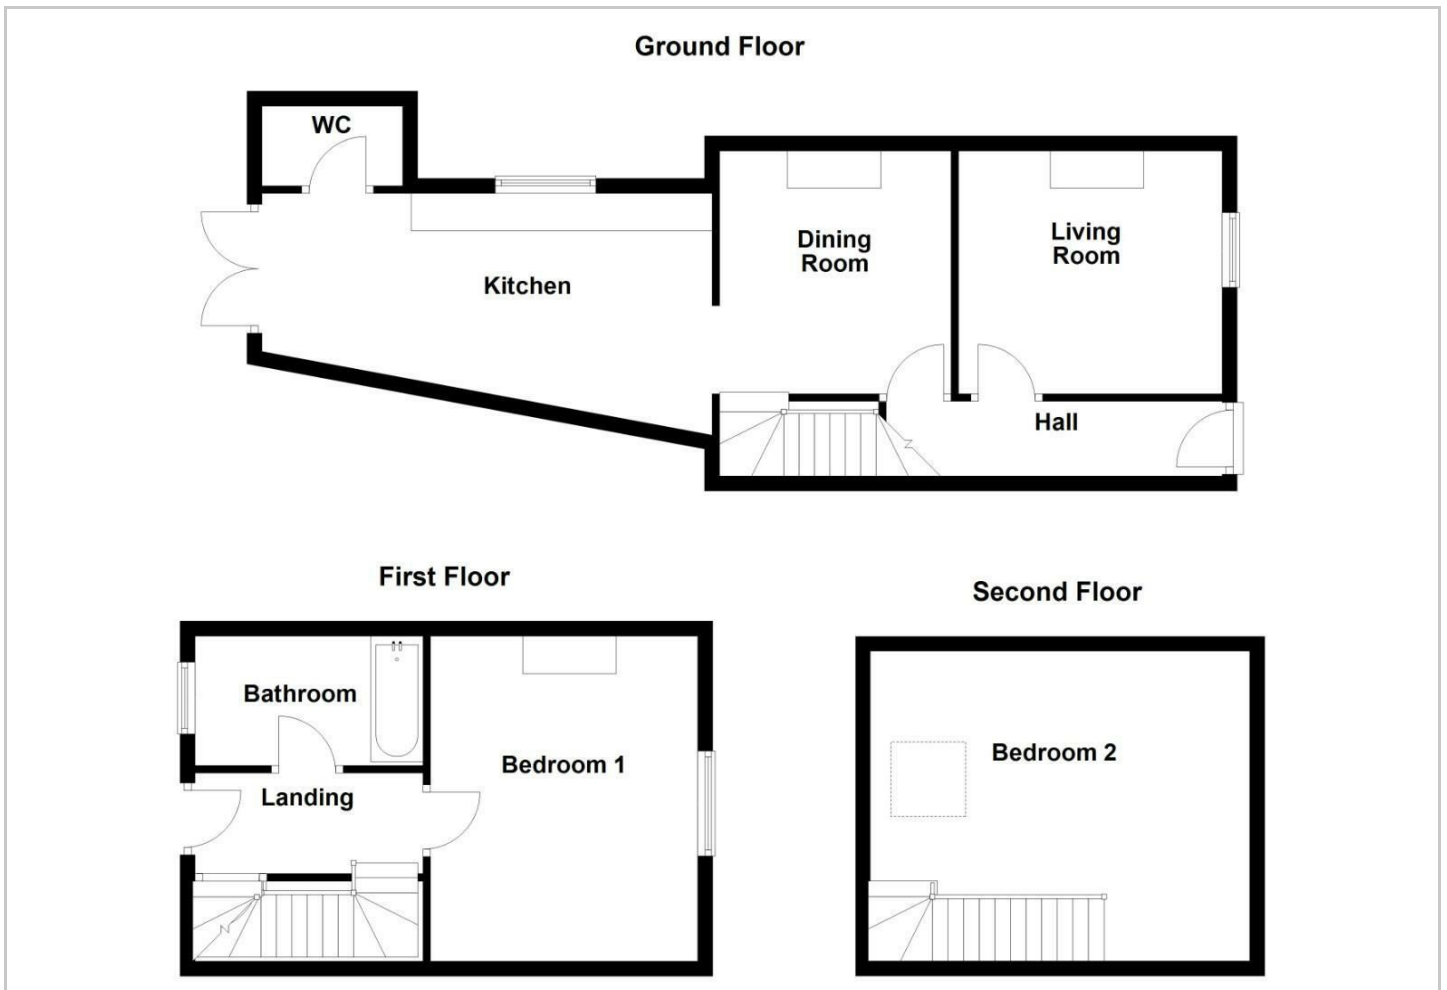 Ground Floor
WC
Kitchen
Dining
Room
Living
Room
Hall
First Floor
Bathroom
Landing
Bedroom 1
Second Floor
Bedroom 2